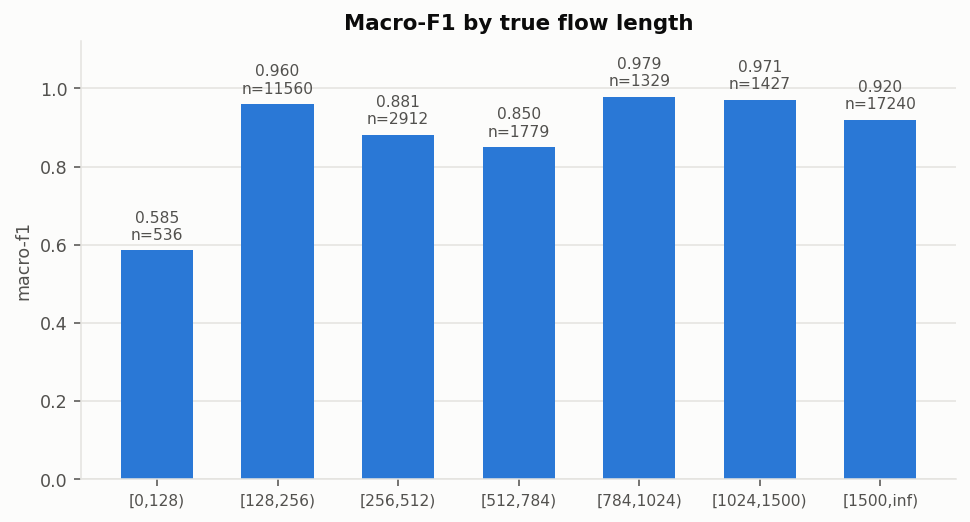 Macro-F1 by true flow length
macro-f1
1.0
0.8
0.6
0.4
0.2
0.0
0.585
n=536
0.960
n=11560
0.881
n=2912
0.850
n=1779
0.979
n=1329
0.971
n=1427
0.920
n=17240
[0,128)
[128,256)
[256,512)
[512,784)
[784,1024)
[1024,1500)
[1500,inf)